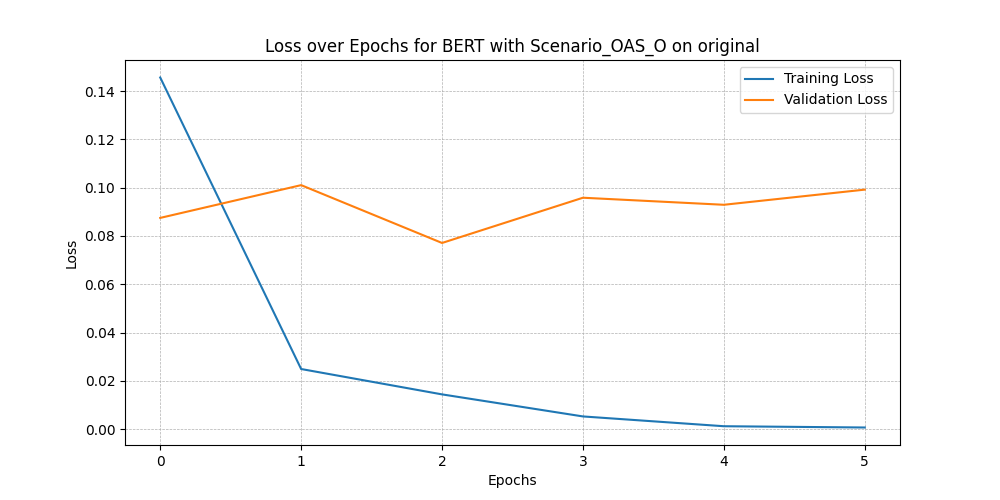 Loss over Epochs for BERT with Scenario_OAS_O on original
Training Loss
Validation Loss
0.14
0.12
0.10
0.08
0.06
0.04
0.02
0.00
Loss
0 1 2 3 4 5
Epochs